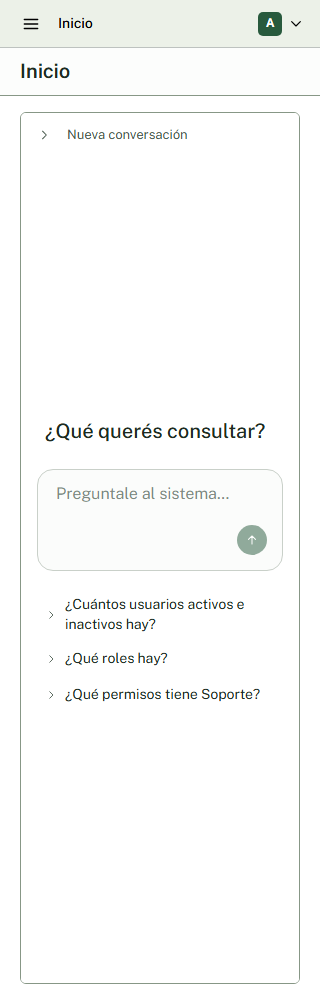 Inicio
A
Inicio
Nueva conversación
¿Qué querés consultar?
Preguntale al sistema...
¿Cuántos usuarios activos e
inactivos hay?
¿Qué roles hay?
¿Qué permisos tiene Soporte?